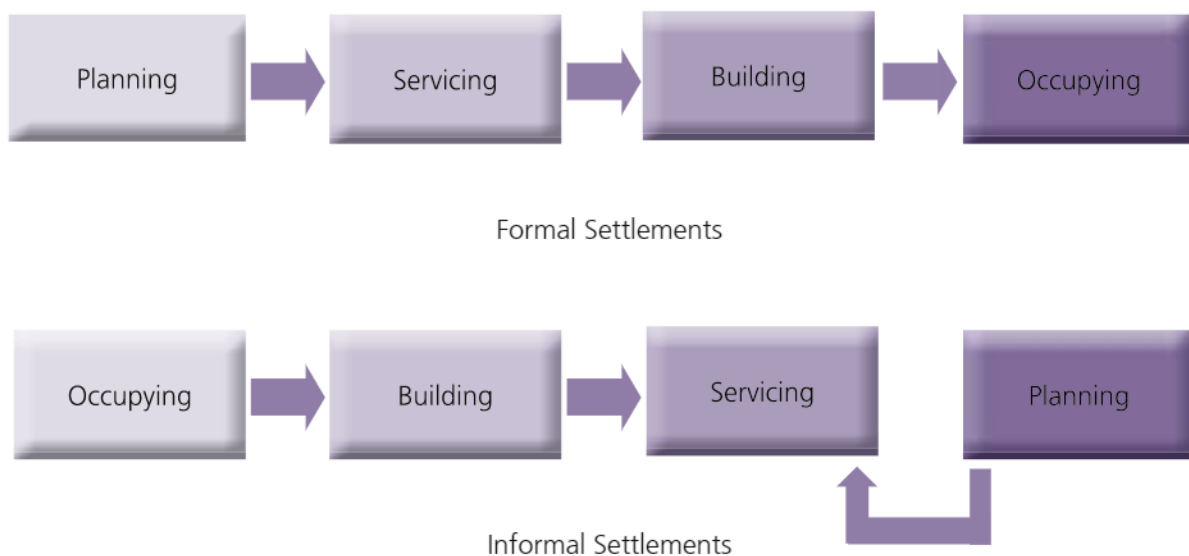 Planning
Servicing
Building
Occupying
Formal Settlements
Occupying
Building
Servicing
Planning
Informal Settlements